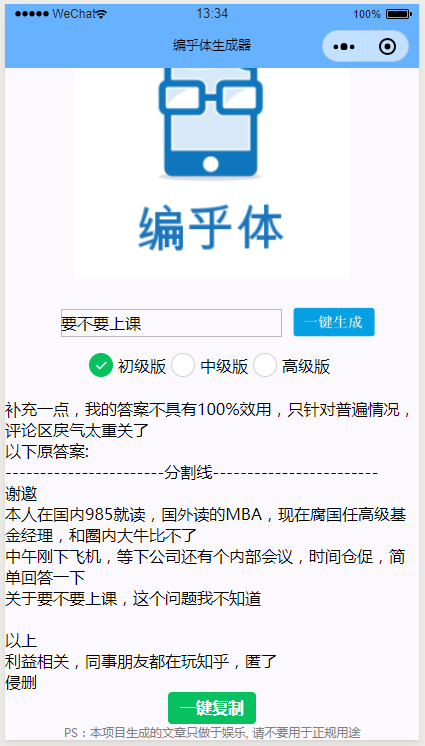 ●●●●● WeChat 13:34 100%
编乎体生成器
编乎体
要不要上课 一键生成
初级版 中级版 高级版
补充一点，我的答案不具有100%效用，只针对普遍情况，
评论区戾气太重关了
以下原答案:
-----------------------分割线------------------------
谢邀
本人在国内985就读，国外读的MBA，现在腐国任高级基
金经理，和圈内大牛比不了
中午刚下飞机，等下公司还有个内部会议，时间仓促，简
单回答一下
关于要不要上课，这个问题我不知道
以上
利益相关，同事朋友都在玩知乎，匿了
侵删
一键复制
PS：本项目生成的文章只做于娱乐, 请不要用于正规用途